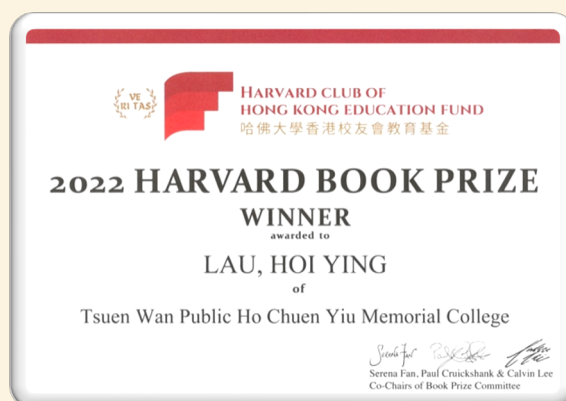 VE
RI TAS
HARVARD CLUB OF
HONG KONG EDUCATION FUND
哈佛大學香港校友會教育基金
2022 HARVARD BOOK PRIZE
WINNER
awarded to
LAU, HOI YING
of
Tsuen Wan Public Ho Chuen Yiu Memorial College
Serena Fan
Serena Fan, Paul Cruickshank & Calvin Lee
Co-Chairs of Book Prize Committee